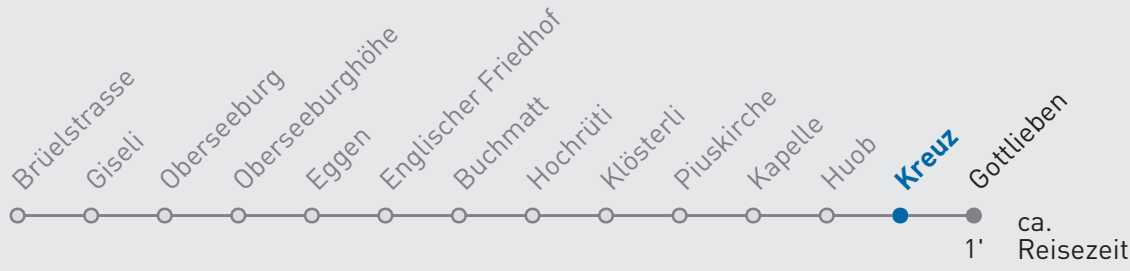 Brüelstrasse
Giseli
Oberseeburg
Oberseeburghöhe
Eggen
Englischer Friedhof
Buchmatt
Hochrüti
Klösterli
Piuskirche
Kapelle
Huob
Kreuz
Gottlieben
1' ca. Reisezeit